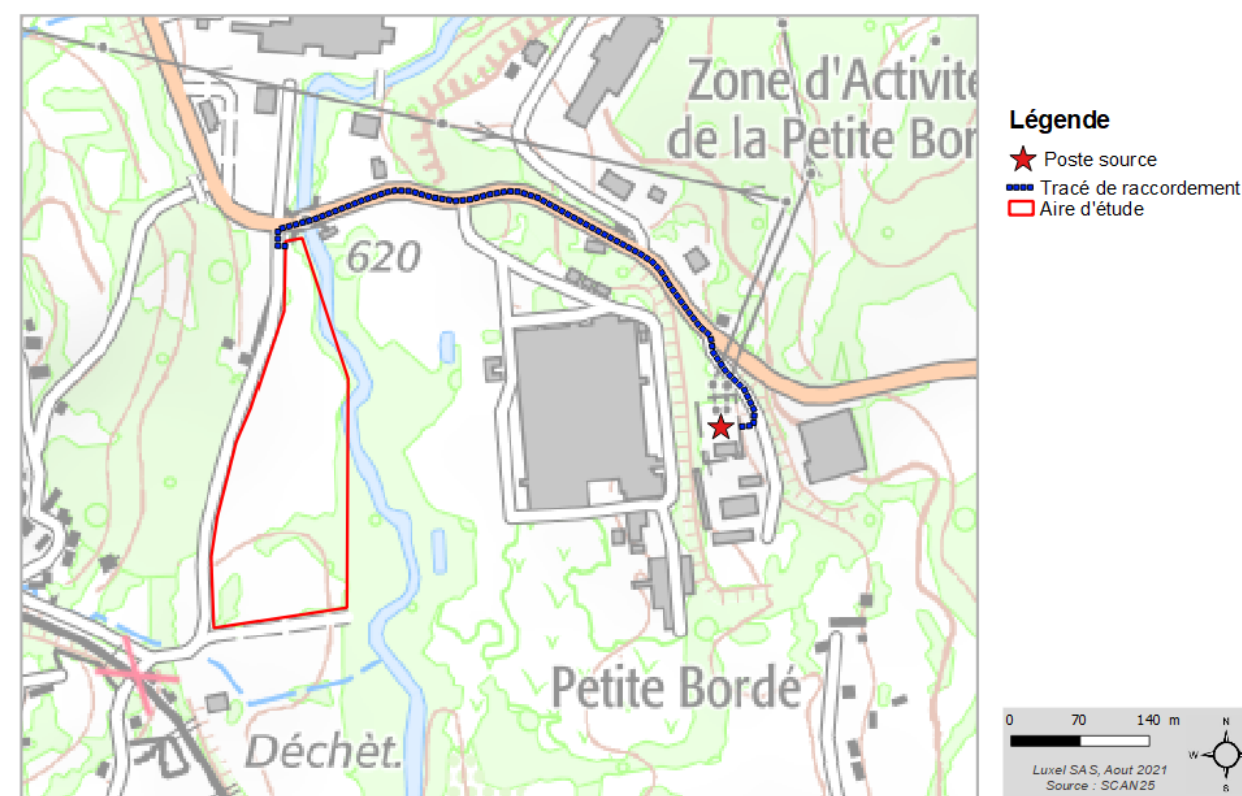 Zone d'Activité
de la Petite Bor
620
Petite Bordé
Déchèt.
Légende
Poste source
Tracé de raccordement
Aire d'étude
0 70 140 m
N
W
S
Luxel SAS, Aout 2021
Source : SCAN25